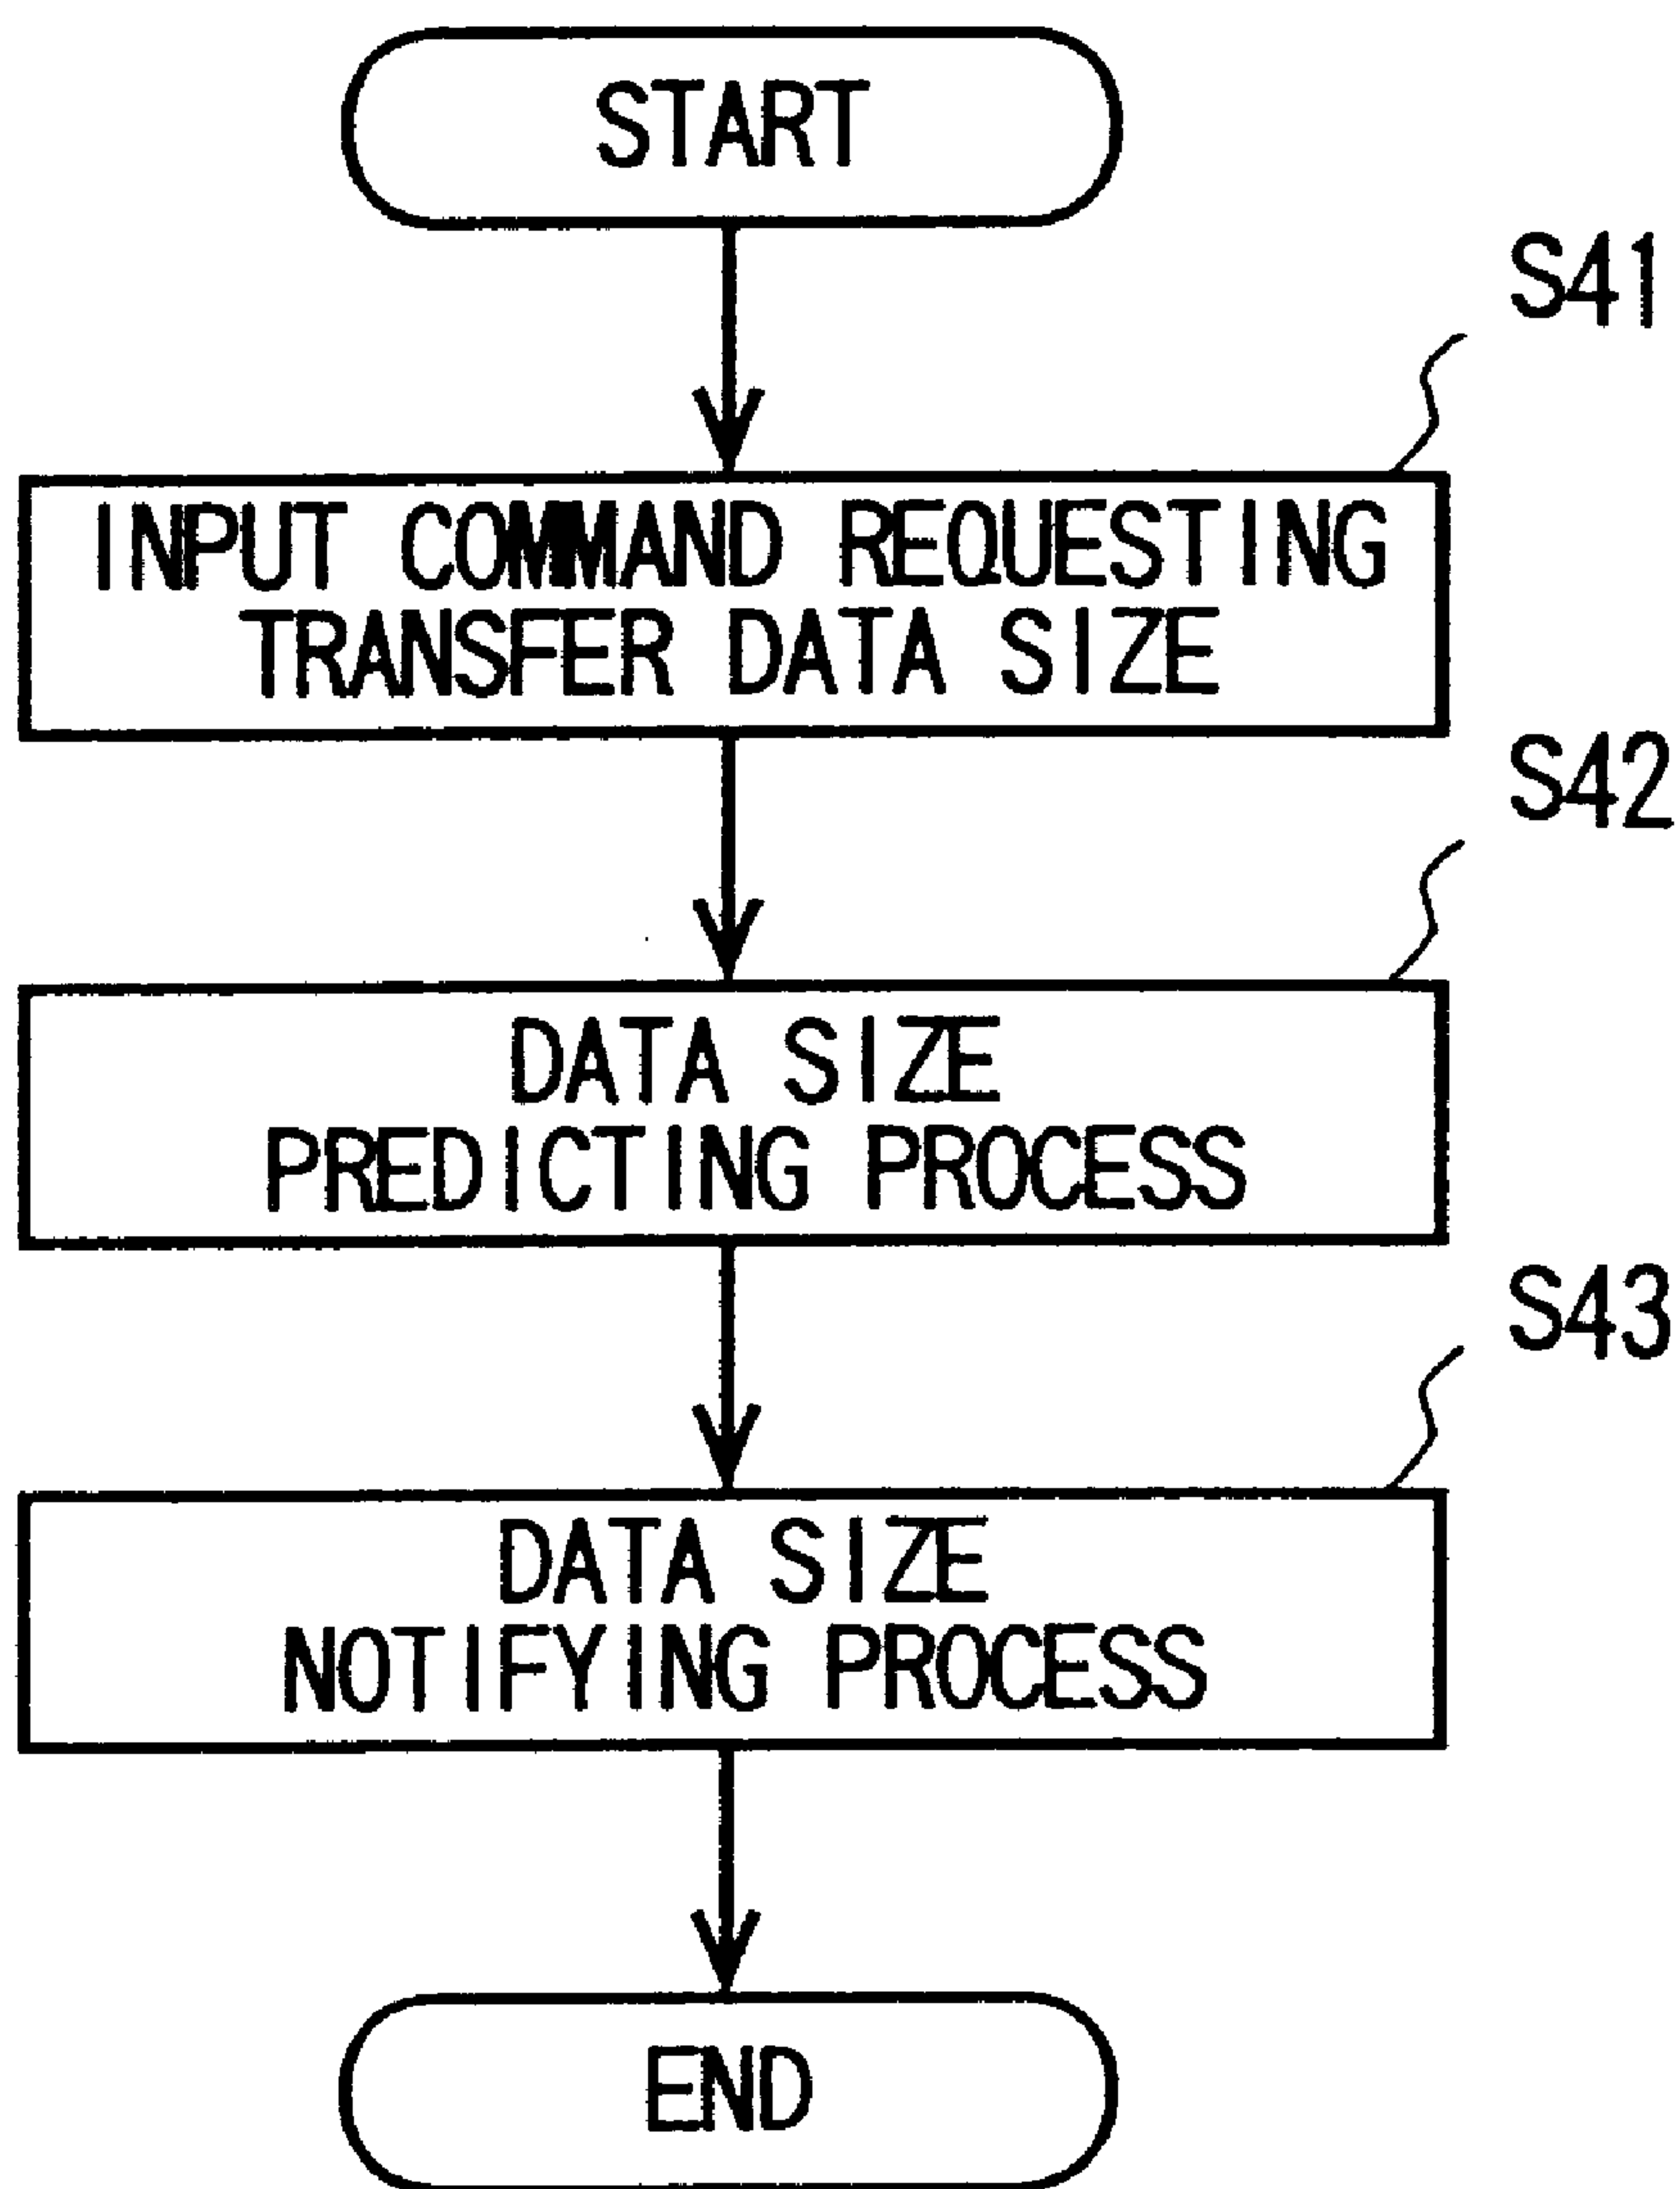 START
S41
INPUT COMMAND REQUESTING
TRANSFER DATA SIZE
S42
DATA SIZE
PREDICTING PROCESS
S43
DATA SIZE
NOTIFYING PROCESS
END